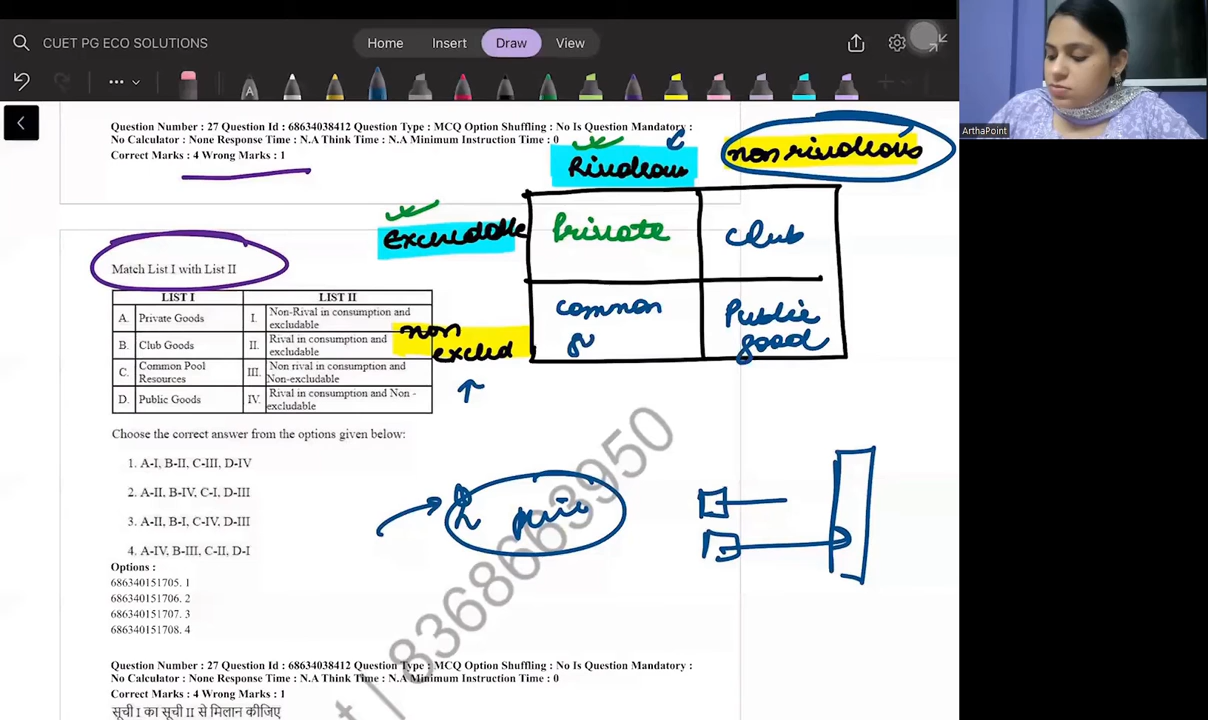 CUET PG ECO SOLUTIONS
Home Insert Draw View
ArthaPoint
Question Number : 27 Question Id : 68634038412 Question Type : MCQ Option Shuffling : No Is Question Mandatory :
No Calculator : None Response Time : N.A Think Time : N.A Minimum Instruction Time : 0
Correct Marks : 4 Wrong Marks : 1
Private
club
common
Public
good
Match List I with List II
LIST I LIST II
A. Private Goods I. Non-Rival in consumption and excludable
B. Club Goods II. Rival in consumption and excludable
C. Common Pool Resources III. Non rival in consumption and Non-excludable
D. Public Goods IV. Rival in consumption and Non - excludable
non
Choose the correct answer from the options given below:
1. A-I, B-II, C-III, D-IV
2. A-II, B-IV, C-I, D-III
3. A-II, B-I, C-IV, D-III
4. A-IV, B-III, C-II, D-I
Options :
686340151705. 1
686340151706. 2
686340151707. 3
686340151708. 4
8368663950
Question Number : 27 Question Id : 68634038412 Question Type : MCQ Option Shuffling : No Is Question Mandatory :
No Calculator : None Response Time : N.A Think Time : N.A Minimum Instruction Time : 0
Correct Marks : 4 Wrong Marks : 1
सूची I का सूची II से मिलान कीजिए